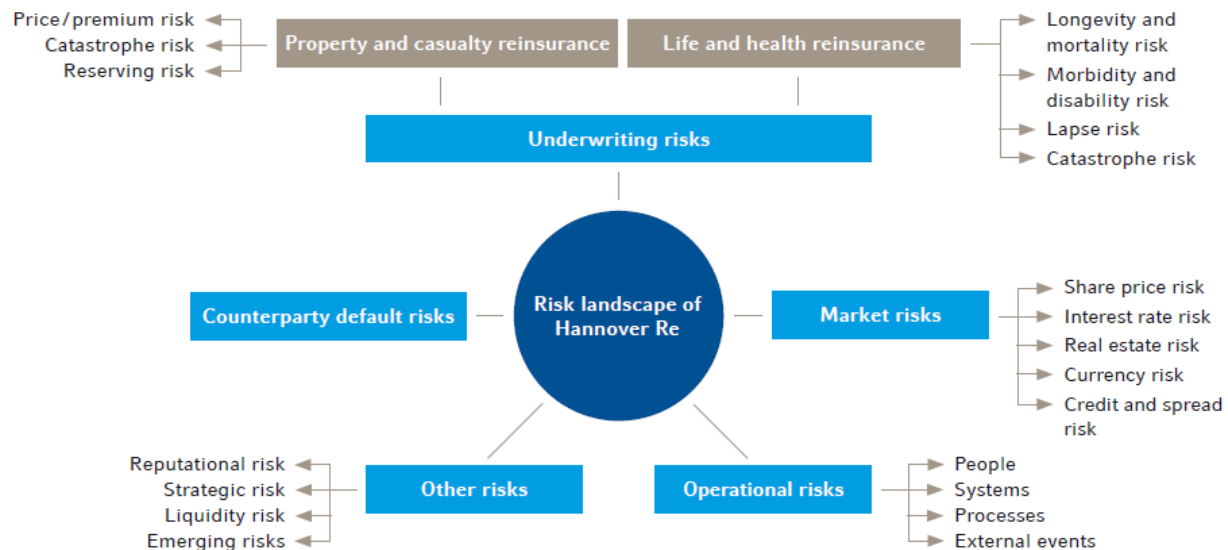 Price/premium risk
Catastrophe risk
Reserving risk
Property and casualty reinsurance
Life and health reinsurance
Longevity and
mortality risk
Morbidity and
disability risk
Lapse risk
Catastrophe risk
Underwriting risks
Counterparty default risks
Risk landscape of
Hannover Re
Market risks
Share price risk
Interest rate risk
Real estate risk
Currency risk
Credit and spread
risk
Reputational risk
Strategic risk
Liquidity risk
Emerging risks
Other risks
Operational risks
People
Systems
Processes
External events